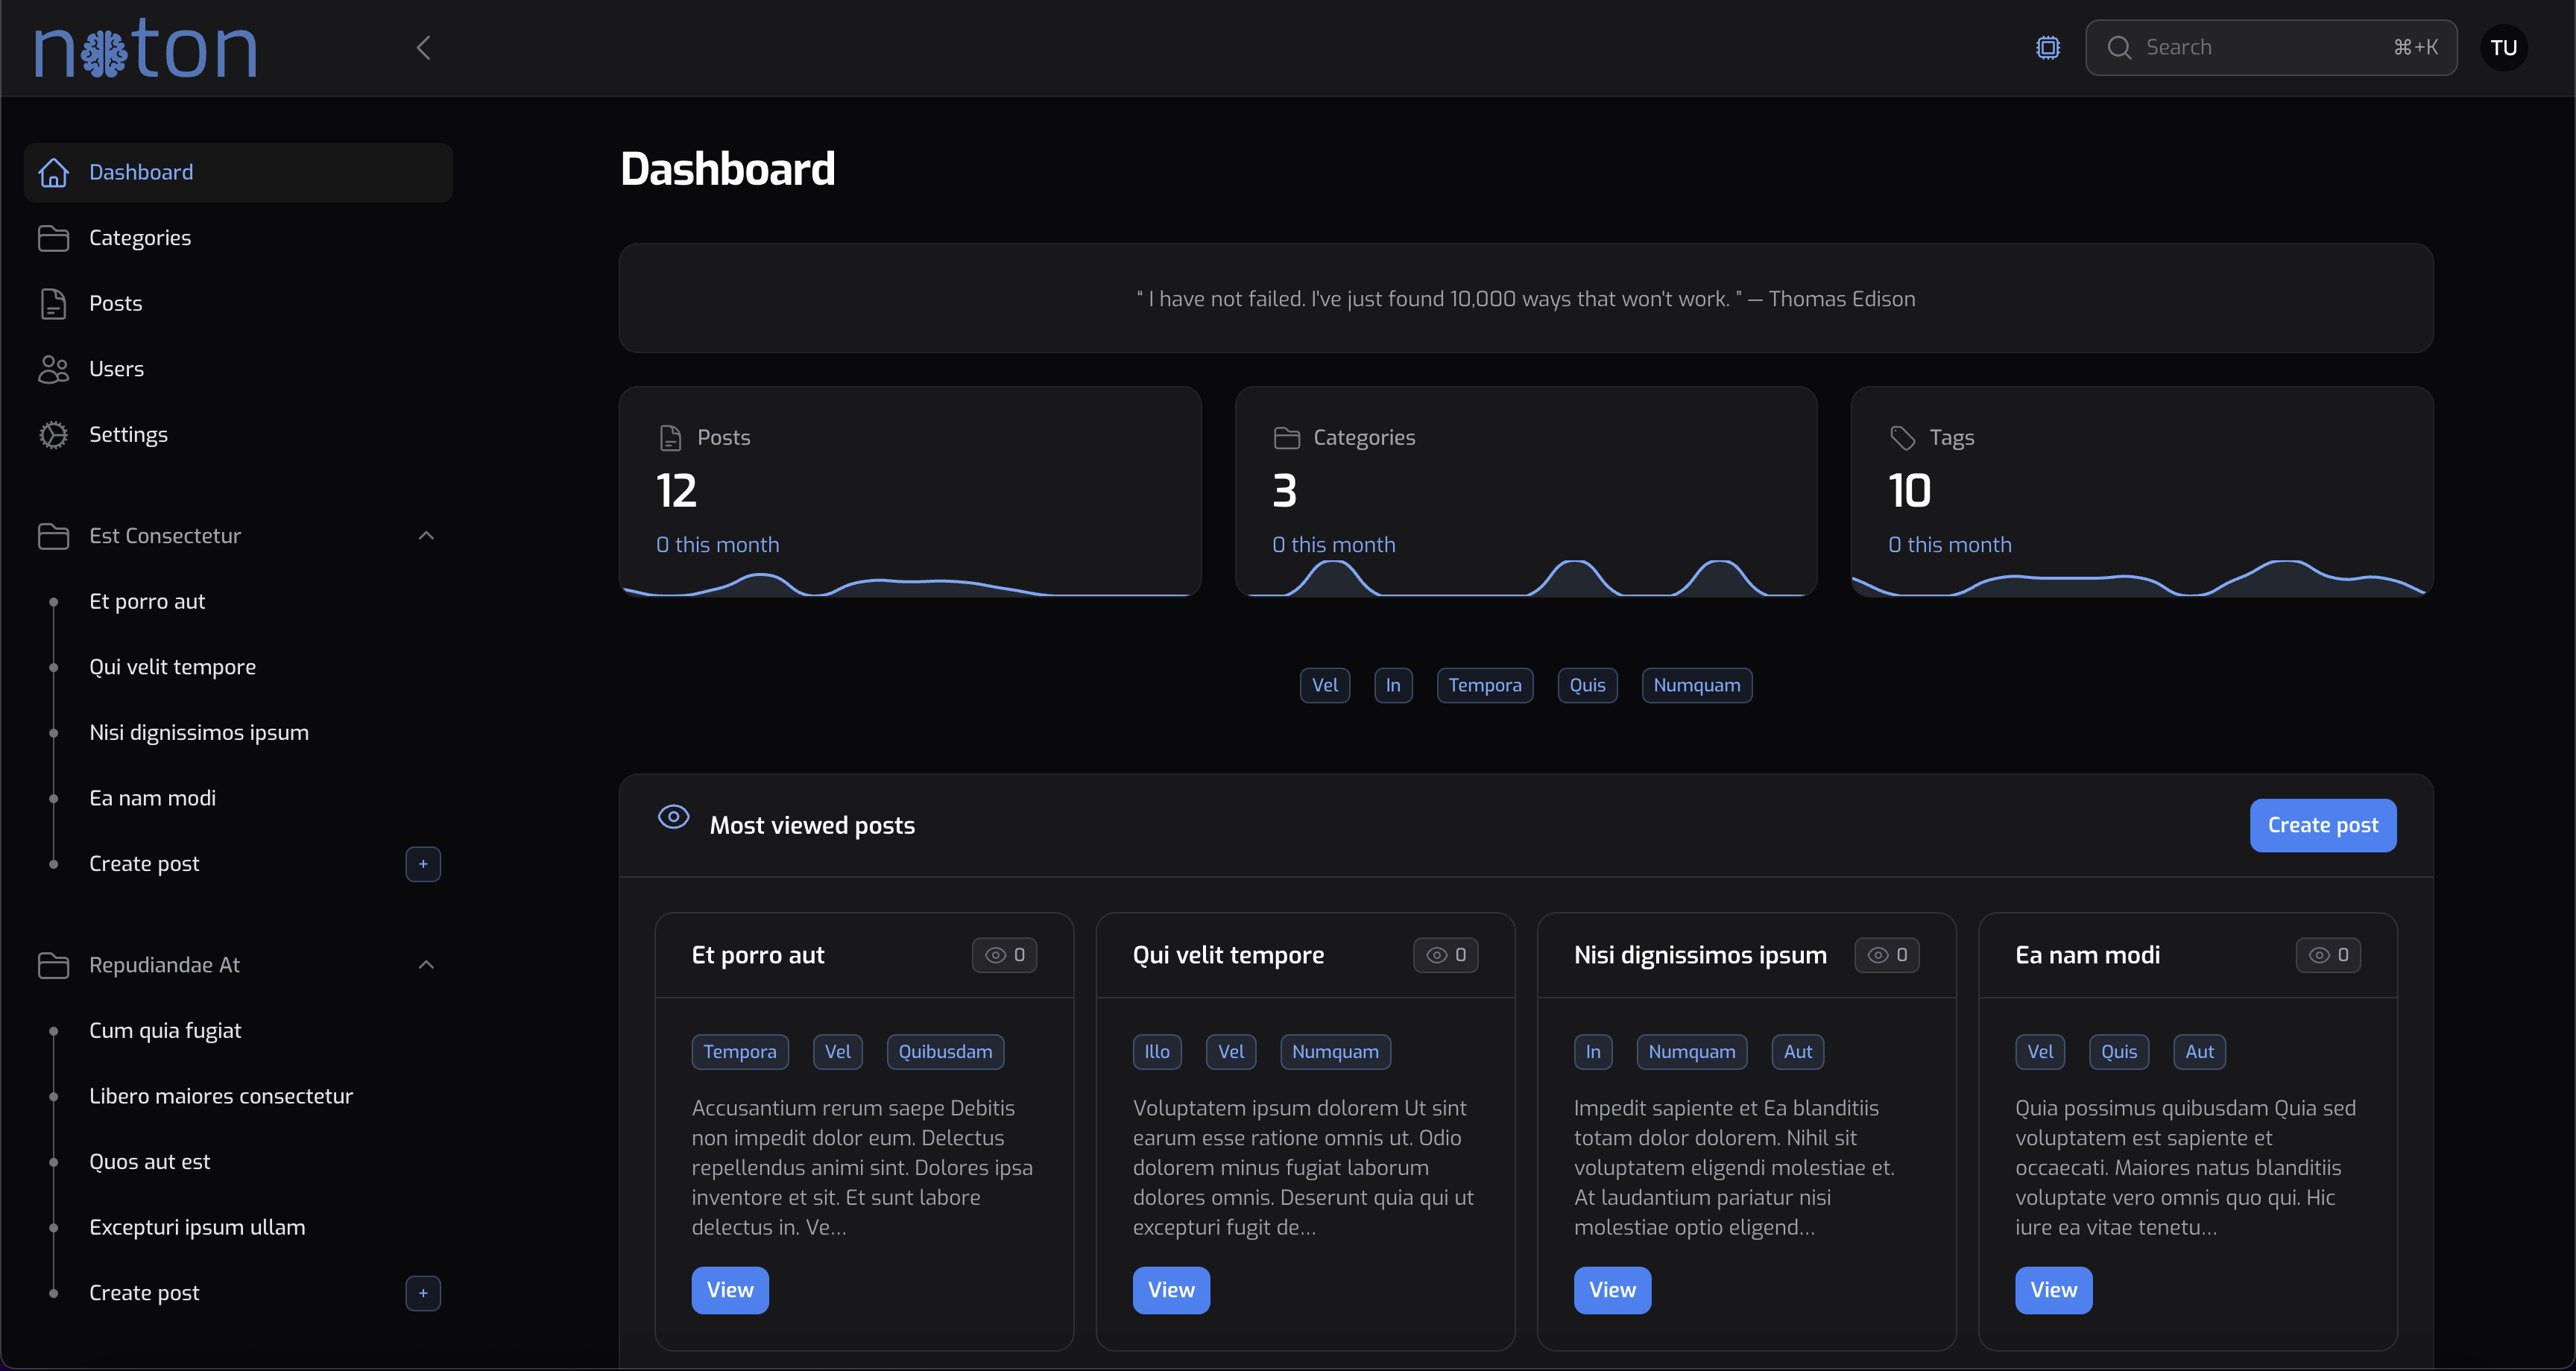 noton
Search
⌘+K
TU
Dashboard
Categories
Posts
Users
Settings
Est Consectetur
Et porro aut
Qui velit tempore
Nisi dignissimos ipsum
Ea nam modi
Create post
+
Repudiandae At
Cum quia fugiat
Libero maiores consectetur
Quos aut est
Excepturi ipsum ullam
Create post
+
Dashboard
“ I have not failed. I've just found 10,000 ways that won't work. ” — Thomas Edison
Posts
12
0 this month
Categories
3
0 this month
Tags
10
0 this month
Vel
In
Tempora
Quis
Numquam
Most viewed posts
Create post
Et porro aut
0
Tempora
Vel
Quibusdam
Accusantium rerum saepe Debitis
non impedit dolor eum. Delectus
repellendus animi sint. Dolores ipsa
inventore et sit. Et sunt labore
delectus in. Ve...
View
Qui velit tempore
0
Illo
Vel
Numquam
Voluptatem ipsum dolorem Ut sint
earum esse ratione omnis ut. Odio
dolorem minus fugiat laborum
dolores omnis. Deserunt quia qui ut
excepturi fugit de...
View
Nisi dignissimos ipsum
0
In
Numquam
Aut
Impedit sapiente et Ea blanditiis
totam dolor dolorem. Nihil sit
voluptatem eligendi molestiae et.
At laudantium pariatur nisi
molestiae optio eligend...
View
Ea nam modi
0
Vel
Quis
Aut
Quia possimus quibusdam Quia sed
voluptatem est sapiente et
occaecati. Maiores natus blanditiis
voluptate vero omnis quo qui. Hic
iure ea vitae tenetu...
View